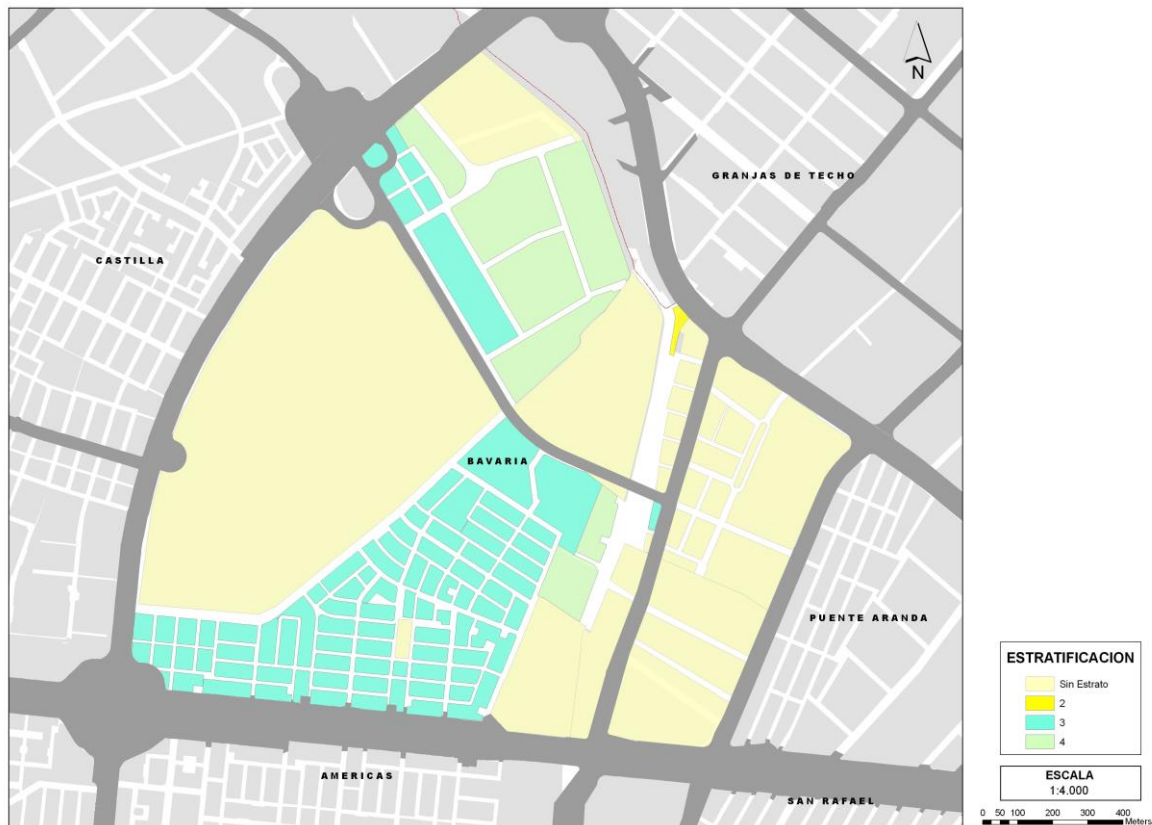 N
GRANJAS DE TECHO
CASTILLA
BAVARIA
PUENTE ARANDA
AMERICAS
SAN RAFAEL
ESTRATIFICACION
Sin Estrato
2
3
4
ESCALA
1:4.000
0 50 100 200 300 400
Meters